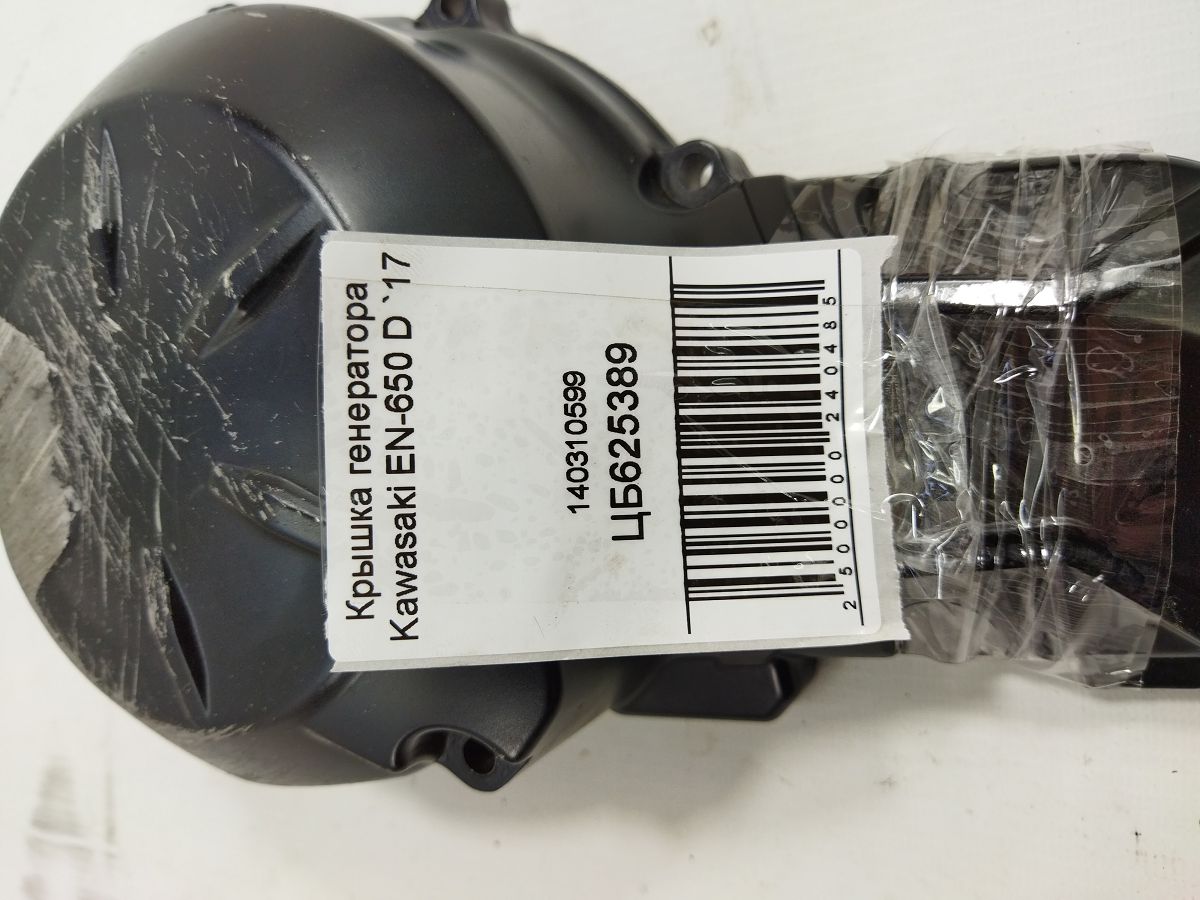 Крышка генератора
Kawasaki EN-650 D `17
140310599
ЦБ625389
2500000240485